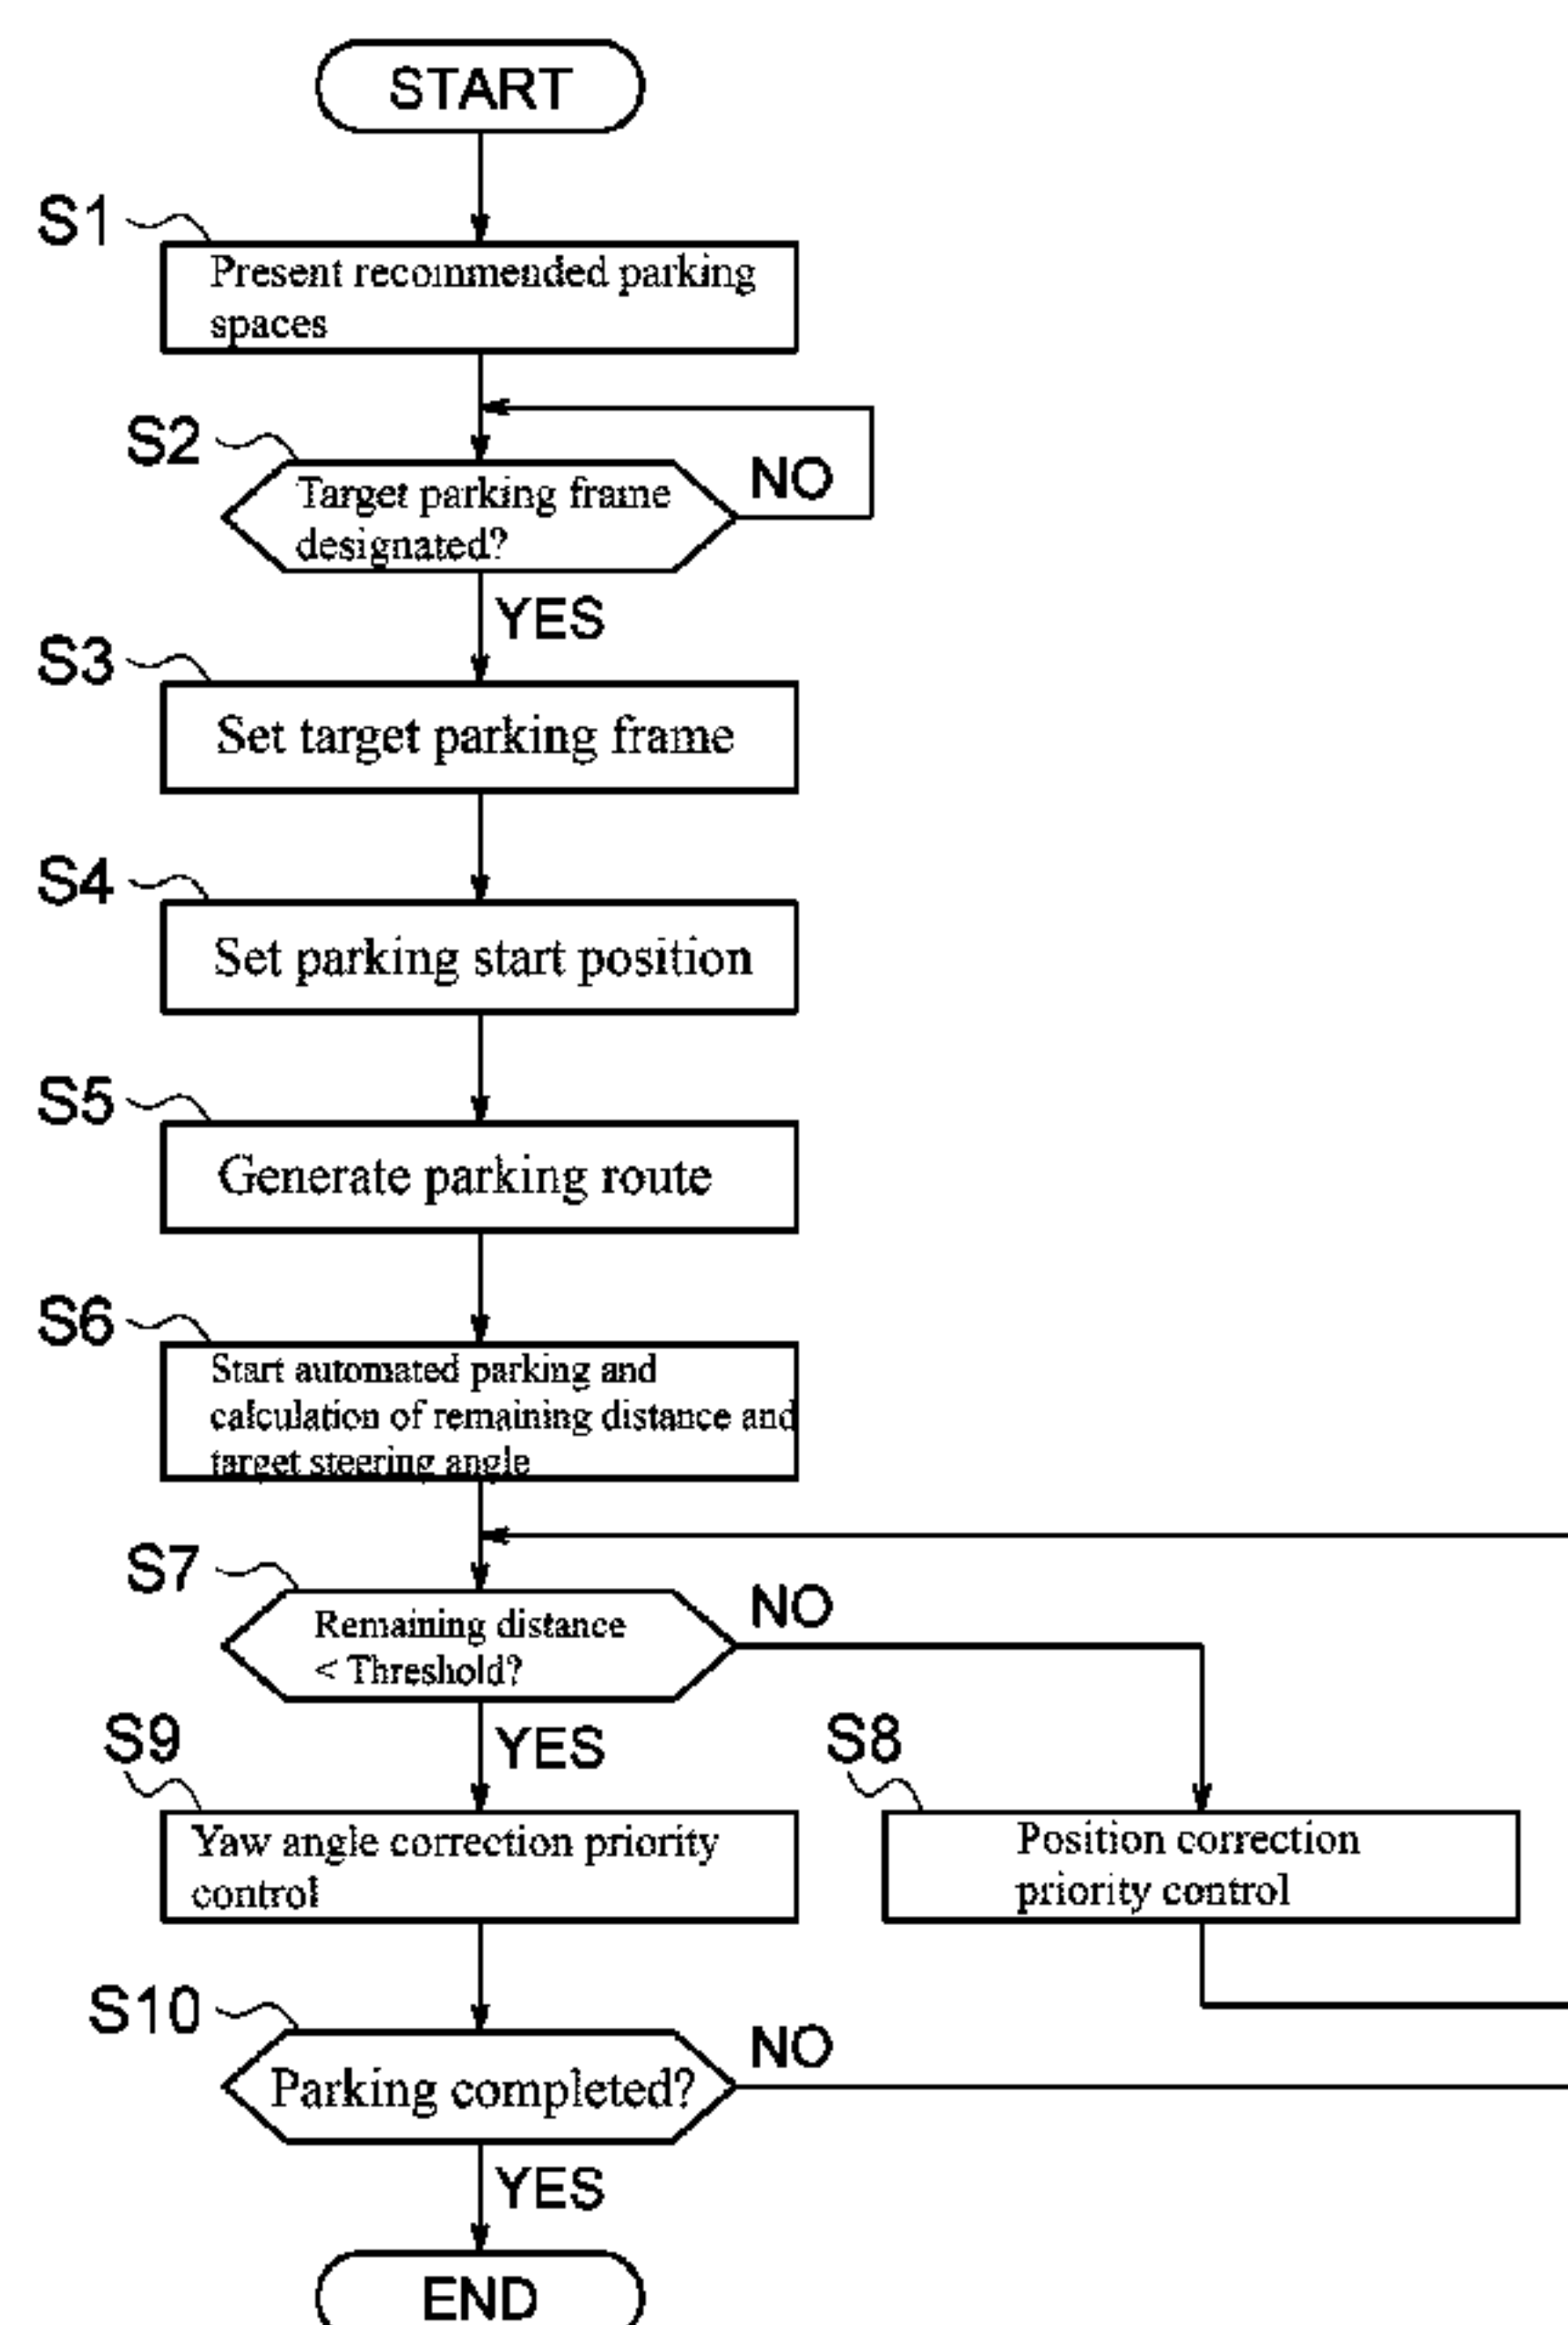 START
S1
Present recommended parking
spaces
S2
Target parking frame
designated?
NO
YES
S3
Set target parking frame
S4
Set parking start position
S5
Generate parking route
S6
Start automated parking and
calculation of remaining distance and
target steering angle
S7
Remaining distance
< Threshold?
NO
YES
S9
Yaw angle correction priority
control
S8
Position correction
priority control
S10
Parking completed?
NO
YES
END